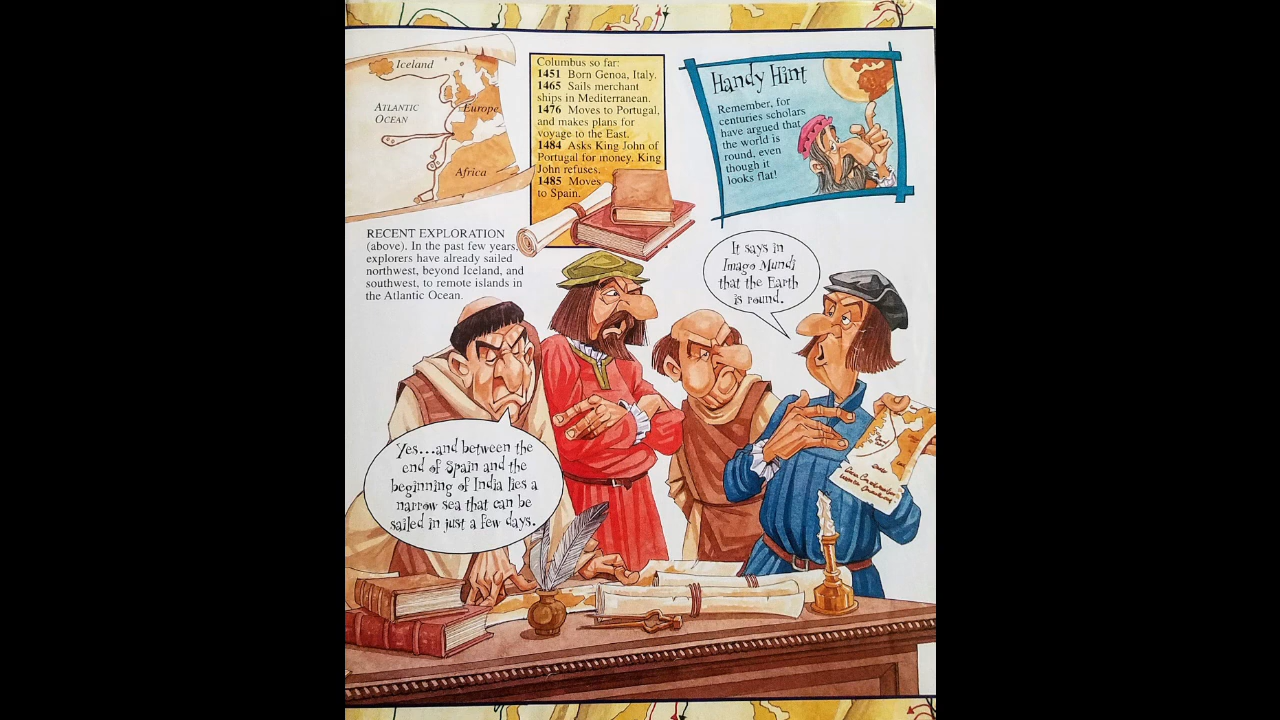 Iceland
ATLANTIC
OCEAN
Europe
Africa
Columbus so far:
1451 Born Genoa, Italy.
1465 Sails merchant
ships in Mediterranean.
1476 Moves to Portugal,
and makes plans for
voyage to the East.
1484 Asks King John of
Portugal for money. King
John refuses.
1485 Moves
to Spain.
Handy Hint
Remember, for
centuries scholars
have argued that
the world is
round, even
though it
looks flat!
RECENT EXPLORATION
(above). In the past few years,
explorers have already sailed
northwest, beyond Iceland, and
southwest, to remote islands in
the Atlantic Ocean.
It says in
Imago Mundi
that the Earth
is round.
Yes...and between the
end of Spain and the
beginning of India lies a
narrow sea that can be
sailed in just a few days.